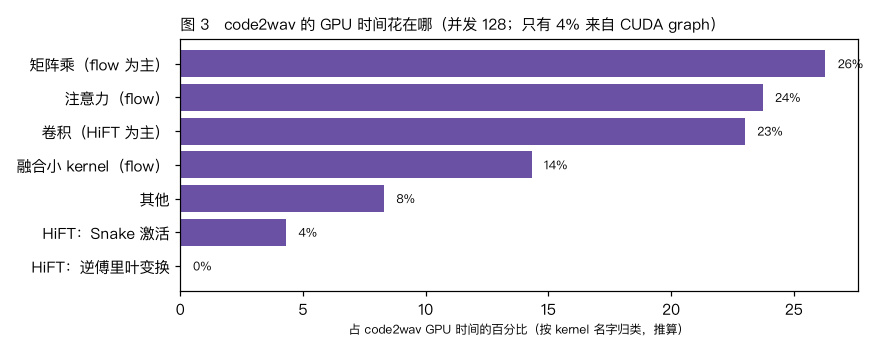 图 3　code2wav 的 GPU 时间花在哪（并发 128；只有 4% 来自 CUDA graph）
矩阵乘（flow 为主） 26%
注意力（flow） 24%
卷积（HiFT 为主） 23%
融合小 kernel（flow） 14%
其他 8%
HiFT：Snake 激活 4%
HiFT：逆傅里叶变换 0%
0 5 10 15 20 25
占 code2wav GPU 时间的百分比（按 kernel 名字归类，推算）